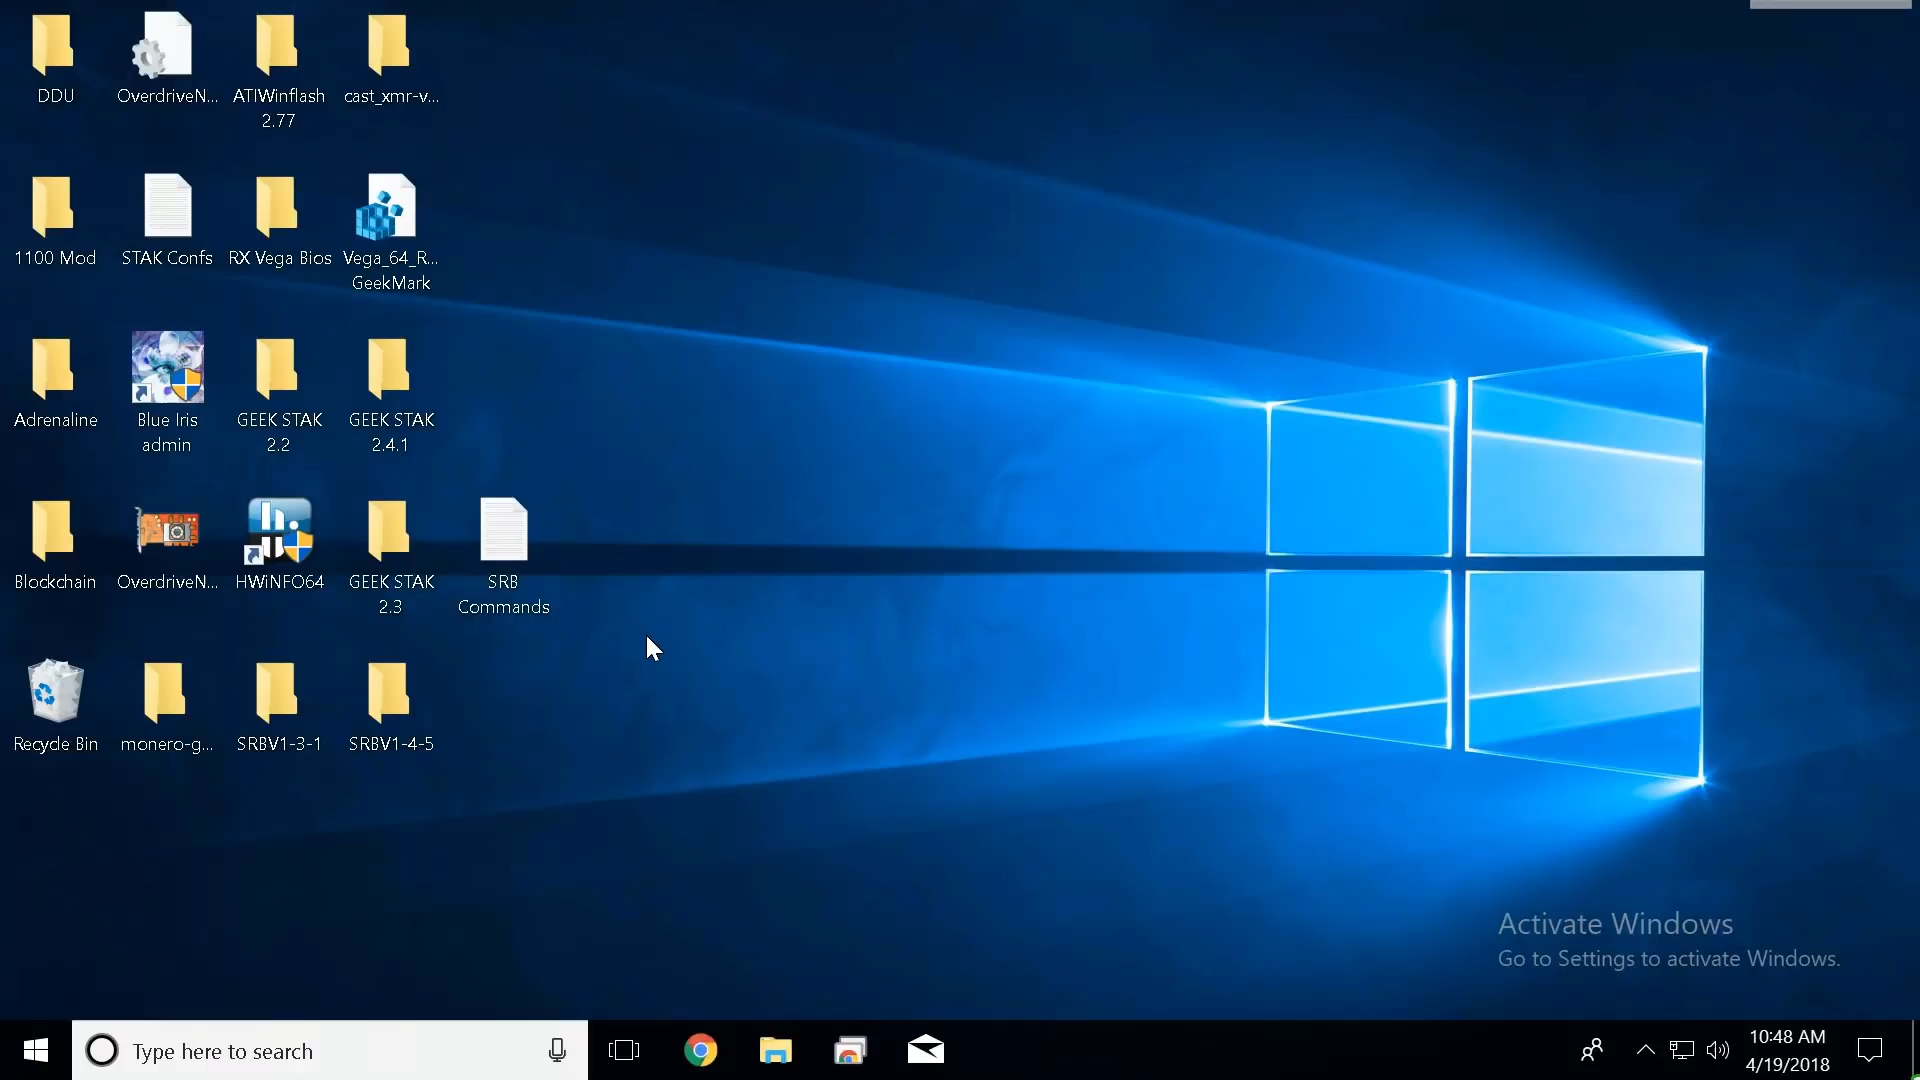 DDU
OverdriveN...
ATIWinflash
2.77
cast_xmr-v...
1100 Mod
STAK Confs
RX Vega Bios
Vega_64_R...
GeekMark
Adrenaline
Blue Iris
admin
GEEK STAK
2.2
GEEK STAK
2.4.1
Blockchain
OverdriveN...
HWiNFO64
GEEK STAK
2.3
SRB
Commands
Recycle Bin
monero-g...
SRBV1-3-1
SRBV1-4-5
Activate Windows
Go to Settings to activate Windows.
Type here to search
10:48 AM
4/19/2018